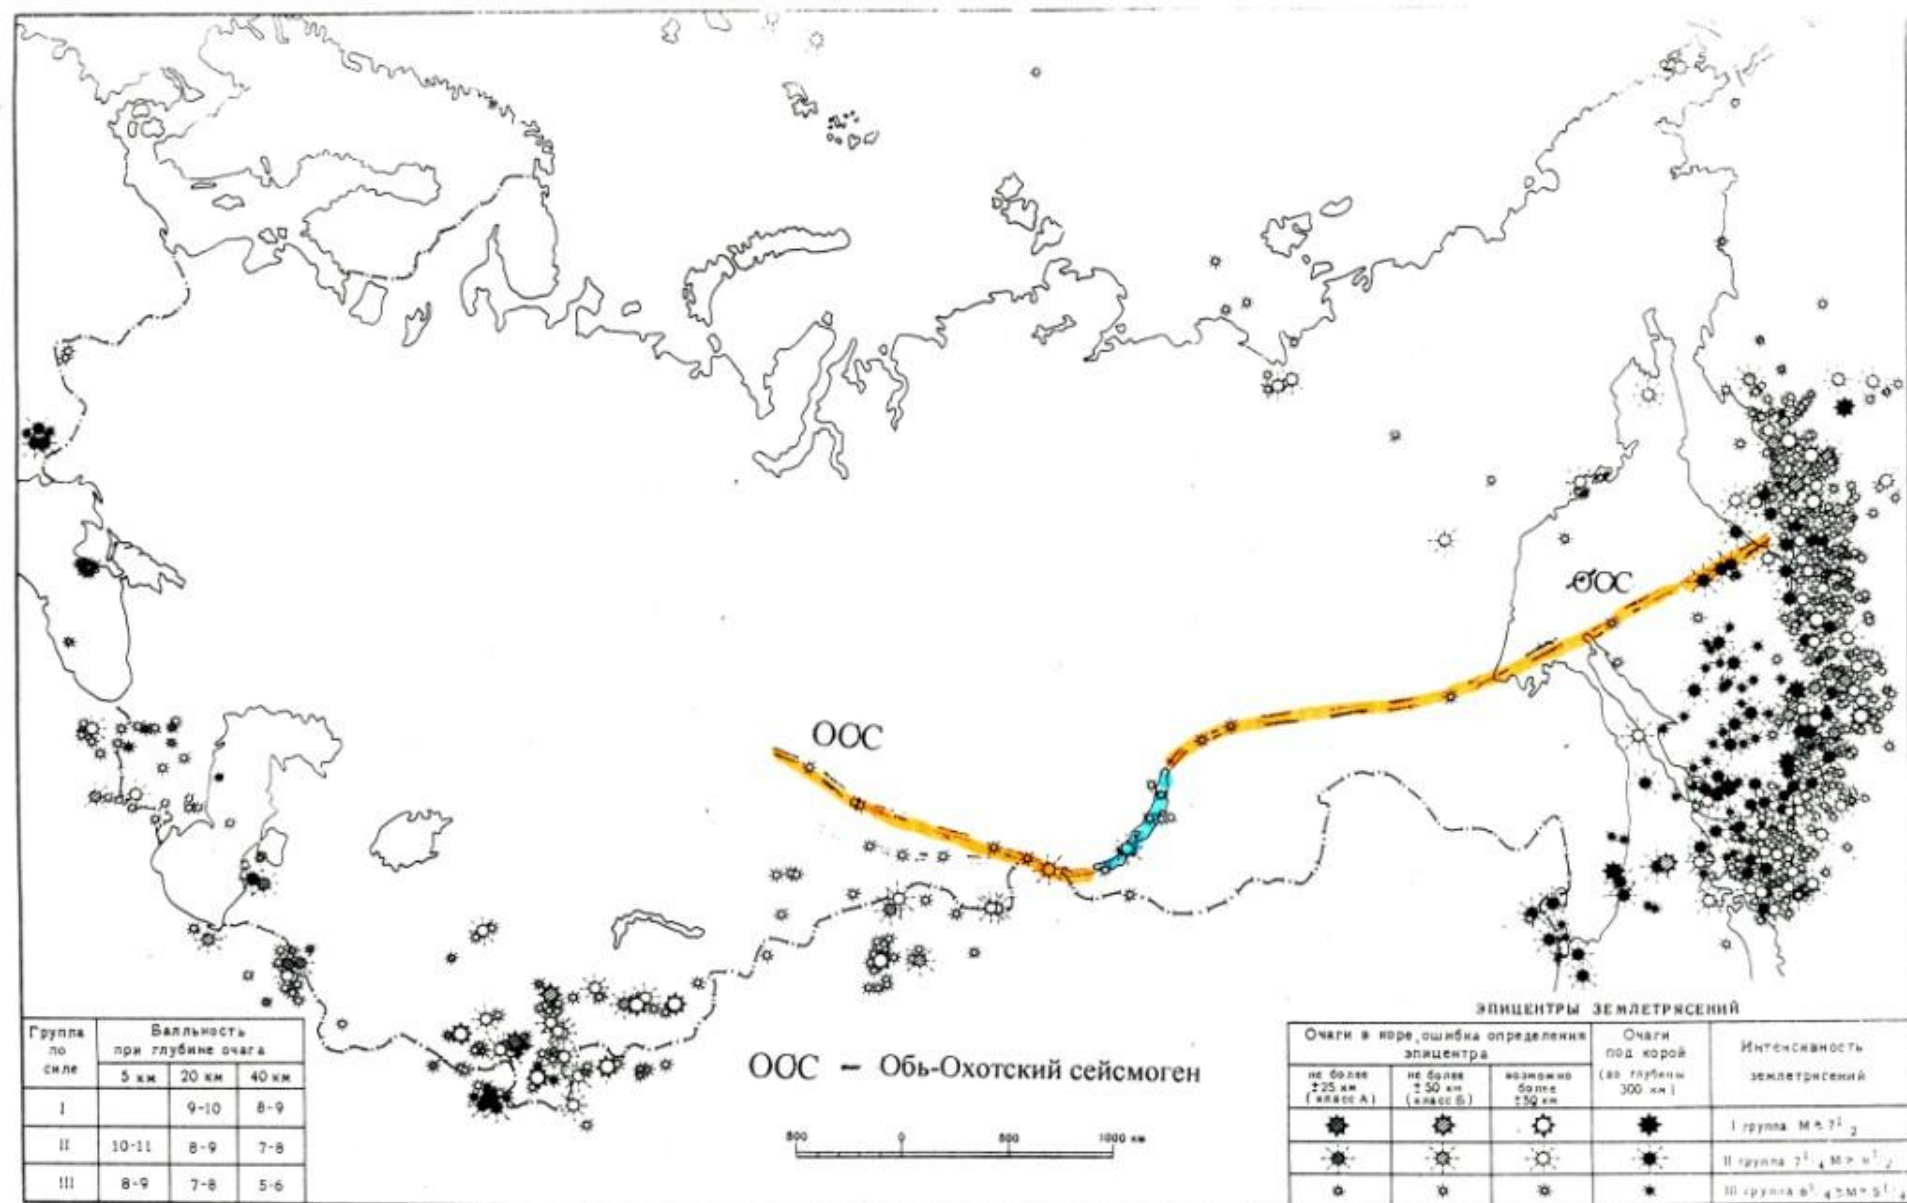 ООС
ООС
ООС – Обь-Охотский сейсмоген
500 0 500 1000 км
Группа по силе
Балльность при глубине очага
5 км 20 км 40 км
I 9-10 8-9
II 10-11 8-9 7-8
III 8-9 7-8 5-6
ЭПИЦЕНТРЫ ЗЕМЛЕТРЯСЕНИЙ
Очаги в коре, ошибка определения эпицентра
Очаги под корой (до глубины 300 км)
Интенсивность землетрясений
не более ±25 км (класс А)
не более ±50 км (класс Б)
возможно более ±50 км
I группа
II группа
III группа